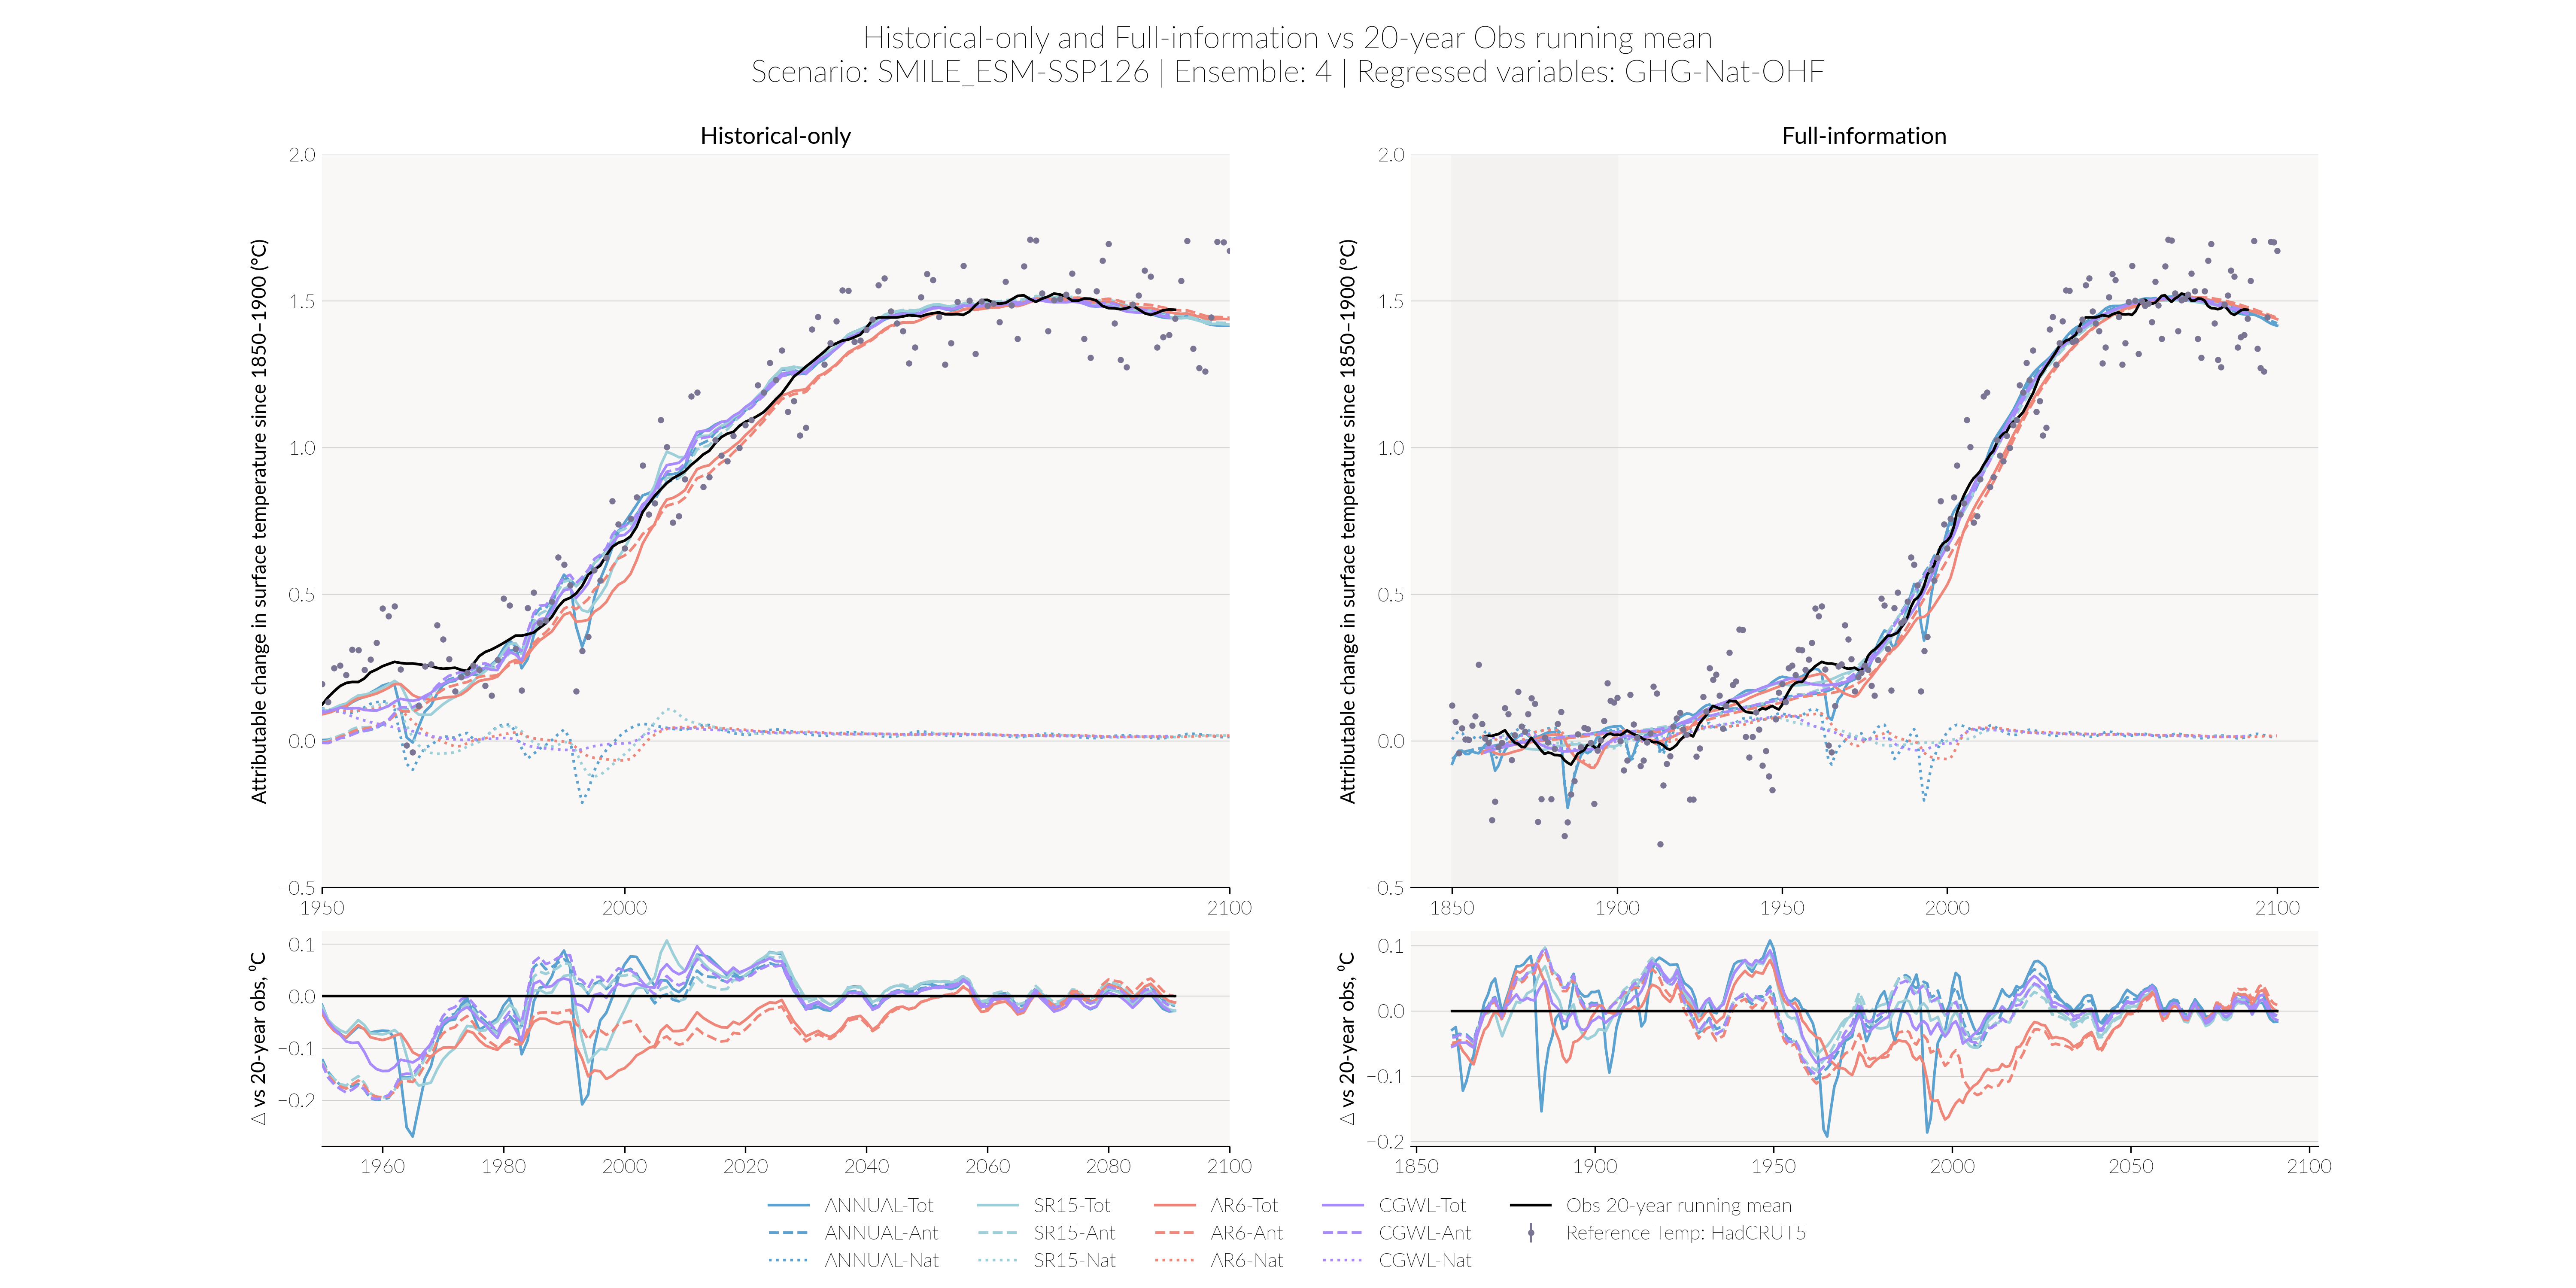 Historical-only and Full-information vs 20-year Obs running mean
Scenario: SMILE_ESM-SSP126 | Ensemble: 4 | Regressed variables: GHG-Nat-OHF
Historical-only
Attributable change in surface temperature since 1850–1900 (°C)
2.0
1.5
1.0
0.5
0.0
−0.5
1950
2000
2100
Full-information
Attributable change in surface temperature since 1850–1900 (°C)
2.0
1.5
1.0
0.5
0.0
−0.5
1850
1900
1950
2000
2100
△ vs 20-year obs, ⁰C
0.1
0.0
−0.1
−0.2
1960
1980
2000
2020
2040
2060
2080
2100
△ vs 20-year obs, ⁰C
0.1
0.0
−0.1
−0.2
1850
1900
1950
2000
2050
2100
ANNUAL-Tot
ANNUAL-Ant
ANNUAL-Nat
SR15-Tot
SR15-Ant
SR15-Nat
AR6-Tot
AR6-Ant
AR6-Nat
CGWL-Tot
CGWL-Ant
CGWL-Nat
Obs 20-year running mean
Reference Temp: HadCRUT5